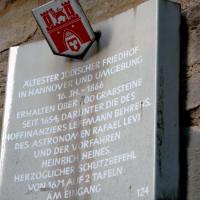 ÄLTESTER JÜDISCHER FRIEDHOF
IN HANNOVER UND UMGEBUNG
16. JH.-1866
ERHALTEN ÜBER 700 GRABSTEINE
SEIT 1654, DARUNTER DIE DES
HOFFINANZIERS LEFFMANN BEHRENS,
DES ASTRONOMEN RAFAEL LEVI
UND DER VORFAHREN
HEINRICH HEINES.
HERZOGLICHER SCHUTZBEFEHL
VON 1671 AUF 2 TAFELN
AM EINGANG
124